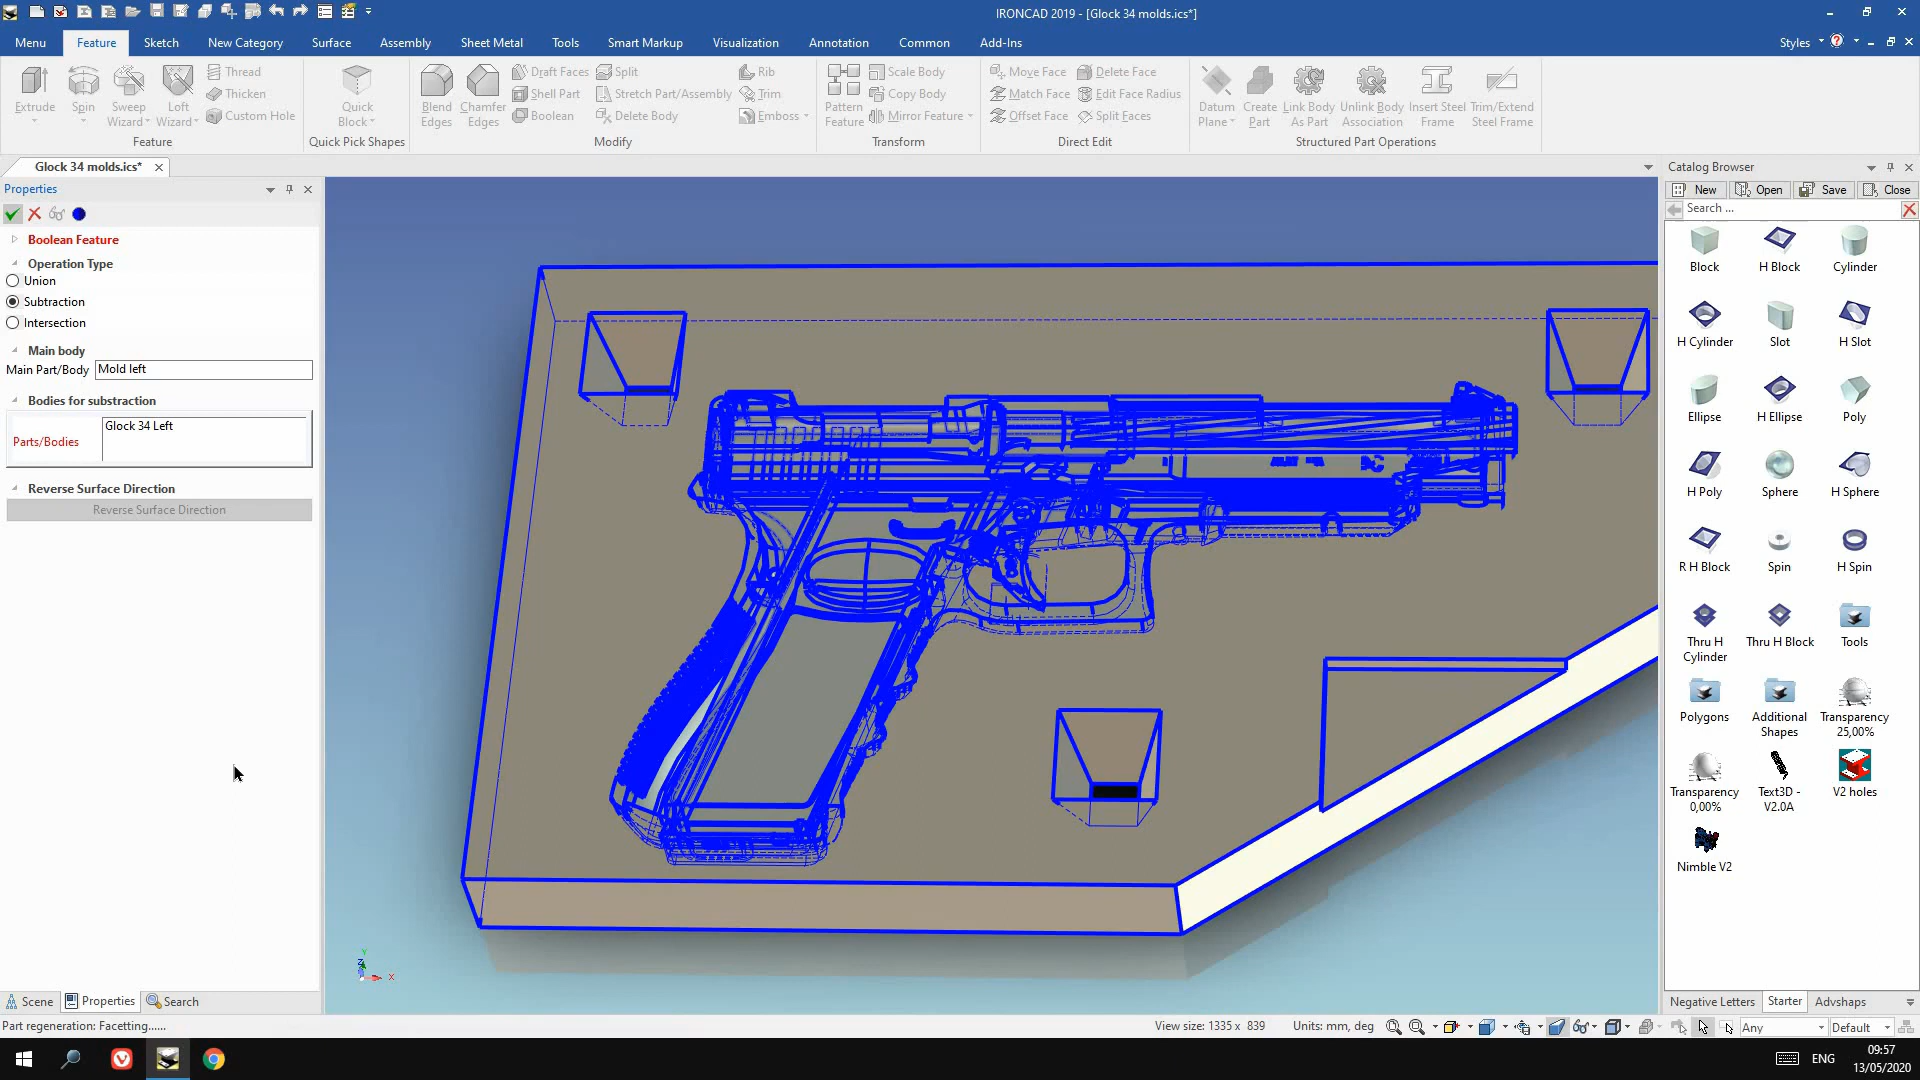 IRONCAD 2019 - [Glock 34 molds.ics*]
Menu Feature Sketch New Category Surface Assembly Sheet Metal Tools Smart Markup Visualization Annotation Common Add-Ins Styles
Extrude
Spin
Sweep Wizard
Loft Wizard
Thread
Thicken
Custom Hole
Feature
Quick Block
Quick Pick Shapes
Blend Edges
Chamfer Edges
Draft Faces
Shell Part
Boolean
Split
Stretch Part/Assembly
Delete Body
Rib
Trim
Emboss
Modify
Pattern Feature
Scale Body
Copy Body
Mirror Feature
Transform
Move Face
Match Face
Offset Face
Delete Face
Edit Face Radius
Split Faces
Direct Edit
Datum Plane
Create Part
Link Body As Part
Unlink Body Association
Insert Steel Frame
Trim/Extend Steel Frame
Structured Part Operations
Glock 34 molds.ics*
Properties
Boolean Feature
Operation Type
Union
Subtraction
Intersection
Main body
Main Part/Body Mold left
Bodies for substraction
Parts/Bodies Glock 34 Left
Reverse Surface Direction
Reverse Surface Direction
Scene Properties Search
Z
Y
X
Catalog Browser
New Open Save Close
Search ...
Block H Block Cylinder
H Cylinder Slot H Slot
Ellipse H Ellipse Poly
H Poly Sphere H Sphere
R H Block Spin H Spin
Thru H Cylinder
Thru H Block
Tools
Polygons
Additional Shapes
Transparency 25,00%
Transparency 0,00%
Text3D - V2.0A
V2 holes
Nimble V2
Negative Letters Starter Advshaps
Part regeneration: Facetting......
View size: 1335 x 839
Units: mm, deg
Any
Default
ENG
09:57
13/05/2020